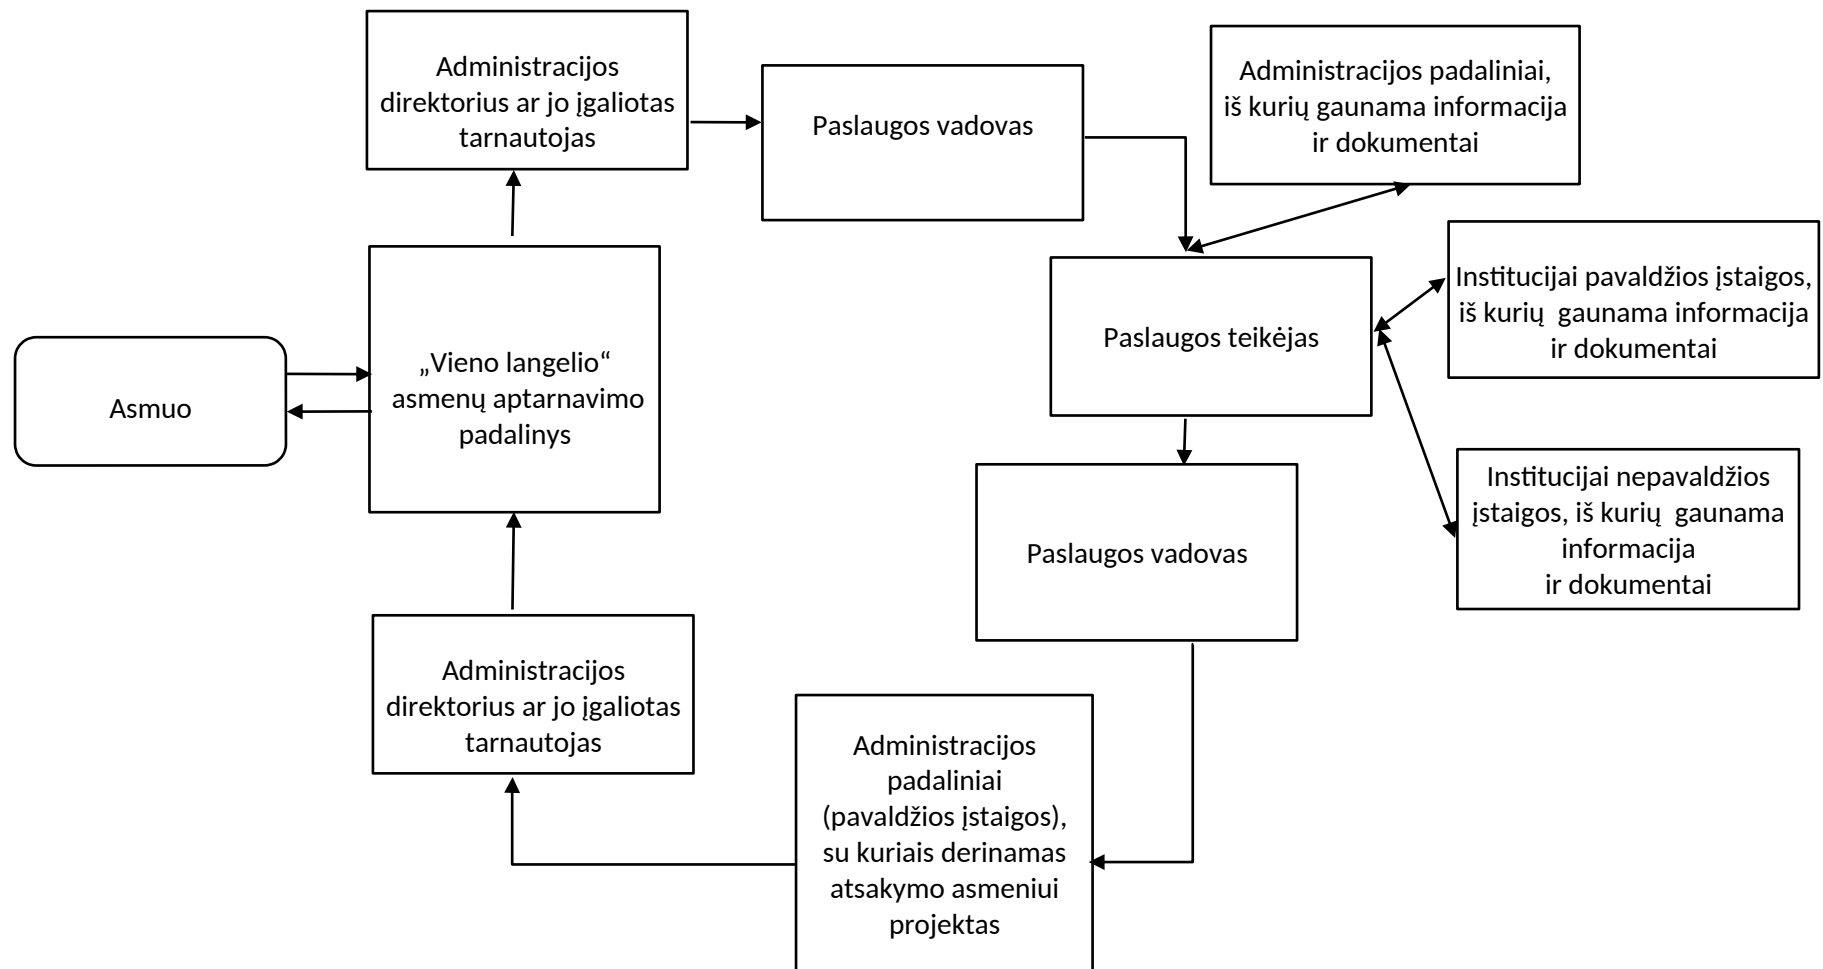 Administracijos
direktorius ar jo įgaliotas
tarnautojas
Paslaugos vadovas
Administracijos padaliniai,
iš kurių gaunama informacija
ir dokumentai
Institucijai pavaldžios įstaigos,
iš kurių  gaunama informacija
ir dokumentai
Paslaugos teikėjas
„Vieno langelio“
asmenų aptarnavimo
padalinys
Asmuo
Institucijai nepavaldžios
įstaigos, iš kurių  gaunama
informacija
ir dokumentai
Paslaugos vadovas
Administracijos
direktorius ar jo įgaliotas
tarnautojas
Administracijos
padaliniai
(pavaldžios įstaigos),
su kuriais derinamas
atsakymo asmeniui
projektas